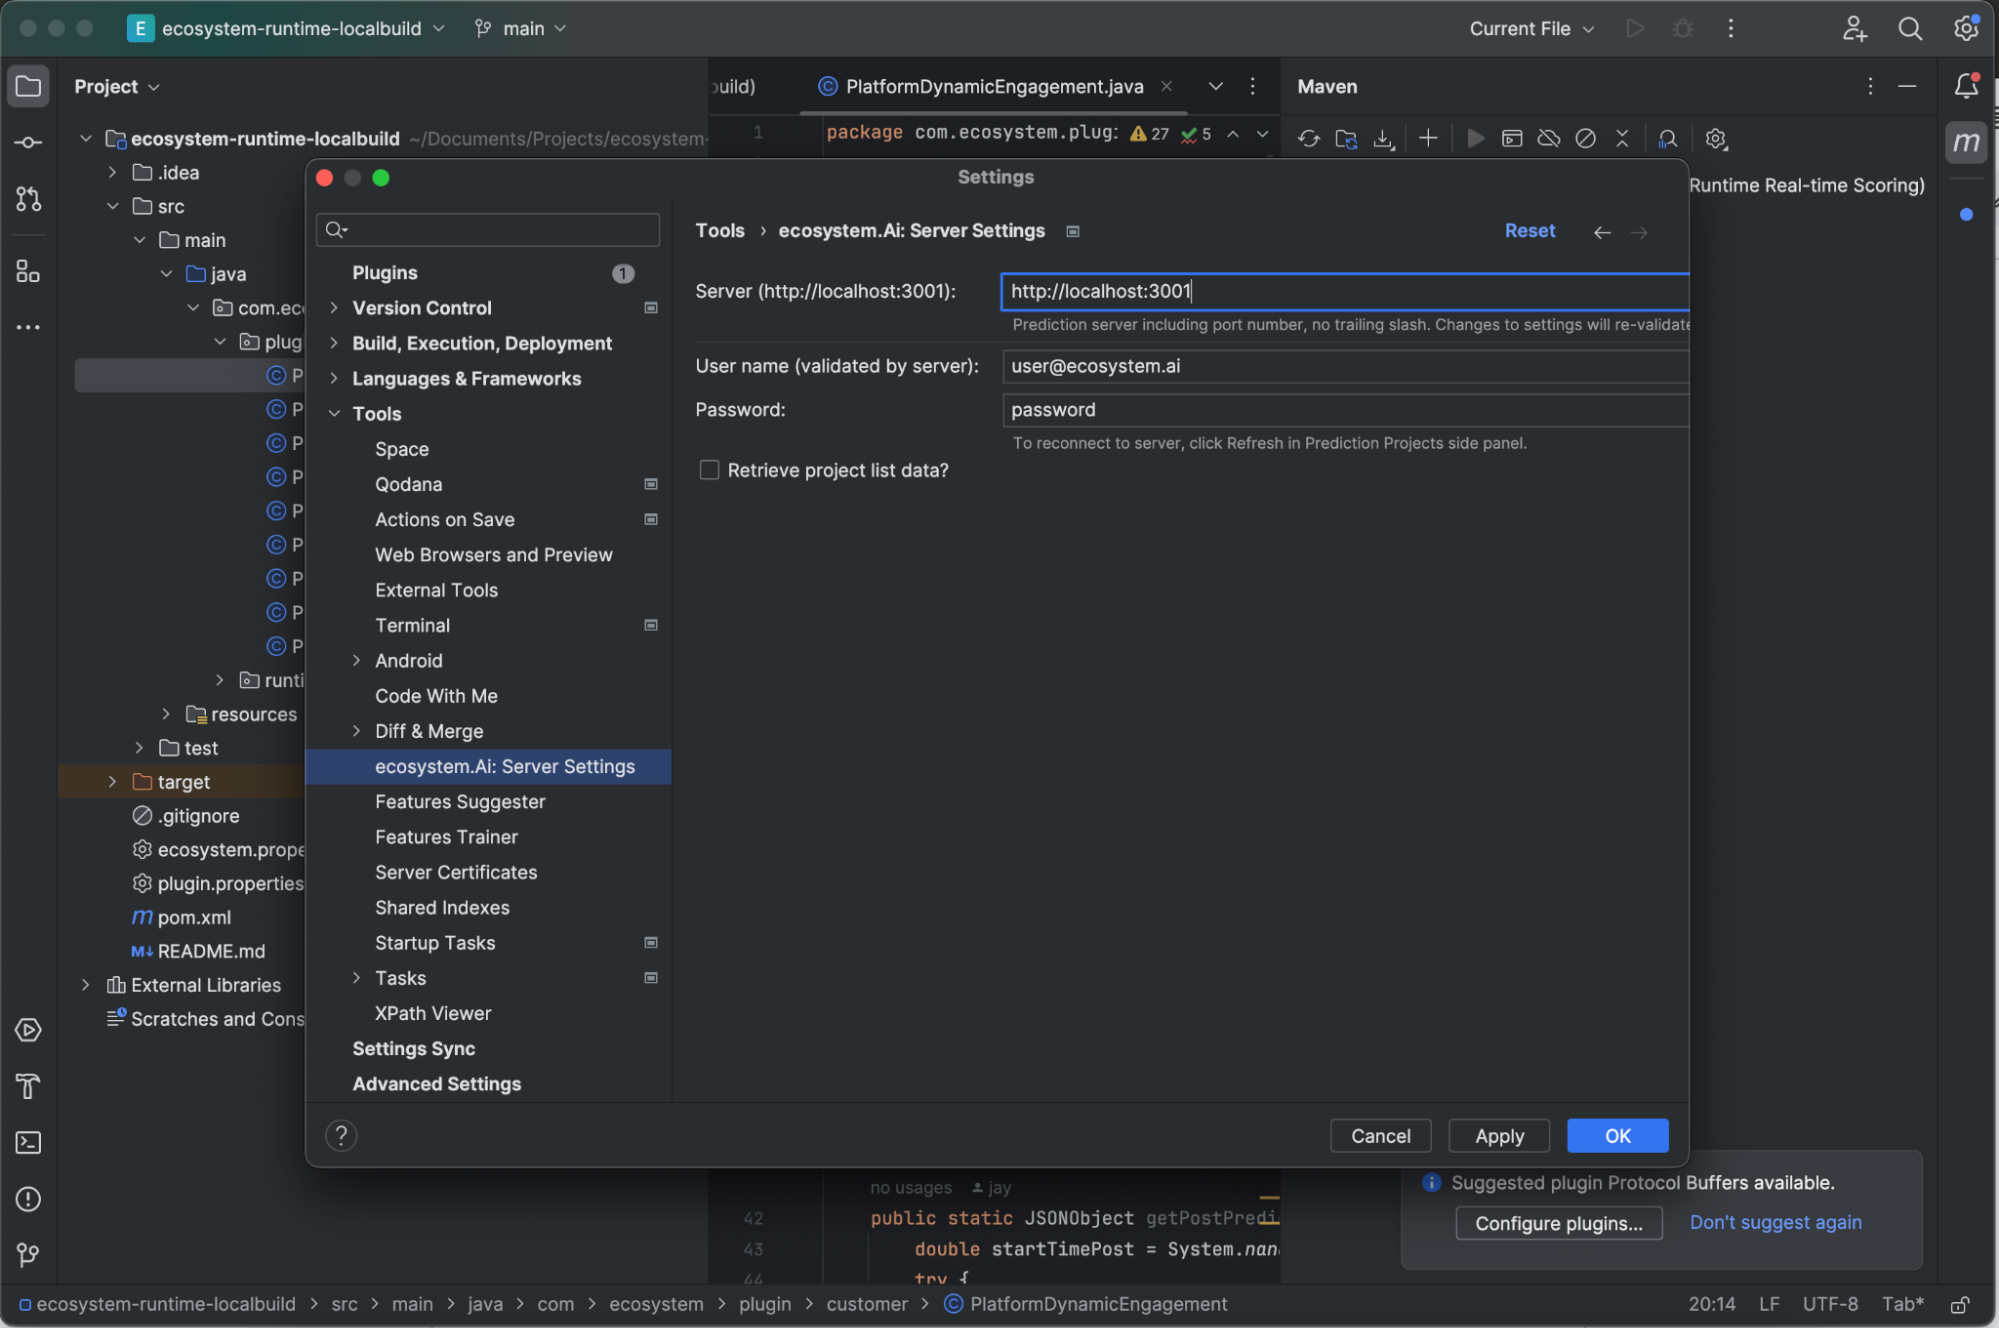 E ecosystem-runtime-localbuild main Current File
Project
build) PlatformDynamicEngagement.java
Maven
ecosystem-runtime-localbuild ~/Documents/Projects/ecosystem-
.idea
src
main
java
com.ecc
plugi
P
P
P
P
P
P
P
P
P
runti
resources
test
target
.gitignore
ecosystem.prope
plugin.properties
pom.xml
README.md
External Libraries
Scratches and Cons
1 package com.ecosystem.plugi 27 5
Runtime Real-time Scoring)
Settings
Plugins 1
Version Control
Build, Execution, Deployment
Languages & Frameworks
Tools
Space
Qodana
Actions on Save
Web Browsers and Preview
External Tools
Terminal
Android
Code With Me
Diff & Merge
ecosystem.Ai: Server Settings
Features Suggester
Features Trainer
Server Certificates
Shared Indexes
Startup Tasks
Tasks
XPath Viewer
Settings Sync
Advanced Settings
Tools › ecosystem.Ai: Server Settings Reset
Server (http://localhost:3001): http://localhost:3001
Prediction server including port number, no trailing slash. Changes to settings will re-validate
User name (validated by server): user@ecosystem.ai
Password: password
To reconnect to server, click Refresh in Prediction Projects side panel.
Retrieve project list data?
? Cancel Apply OK
no usages jay
42 public static JSONObject getPostPredi
43 double startTimePost = System.nano
44 try {
Suggested plugin Protocol Buffers available.
Configure plugins... Don't suggest again
ecosystem-runtime-localbuild > src > main > java > com > ecosystem > plugin > customer > PlatformDynamicEngagement 20:14 LF UTF-8 Tab*